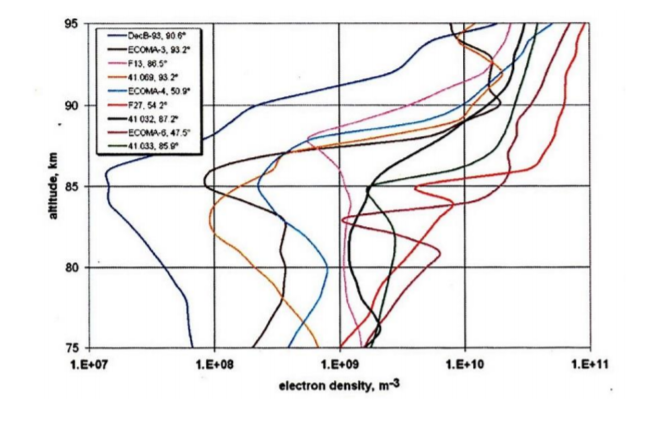 95
DecB-93, 90.6°
ECOMA-3, 93.2°
F13, 86.5°
41.069, 93.2°
ECOMA-4, 50.9°
F27, 54.2°
41.032, 87.2°
ECOMA-6, 47.5°
41.033, 85.9°
90
85
80
75
altitude, km
1.E+07 1.E+08 1.E+09 1.E+10 1.E+11
electron density, m-3